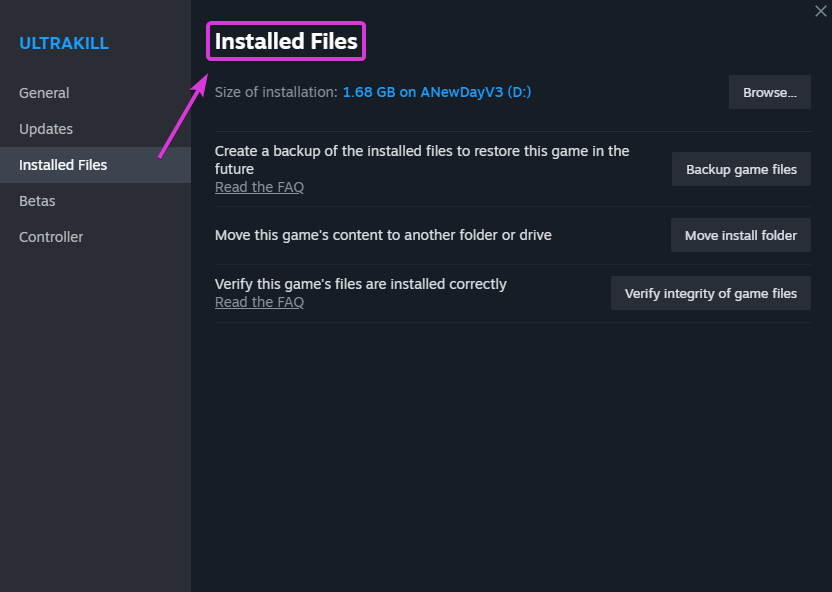 ULTRAKILL
General
Updates
Installed Files
Betas
Controller
Installed Files
Size of installation: 1.68 GB on ANewDayV3 (D:)
Browse...
Create a backup of the installed files to restore this game in the
future
Read the FAQ
Backup game files
Move this game's content to another folder or drive
Move install folder
Verify this game's files are installed correctly
Read the FAQ
Verify integrity of game files